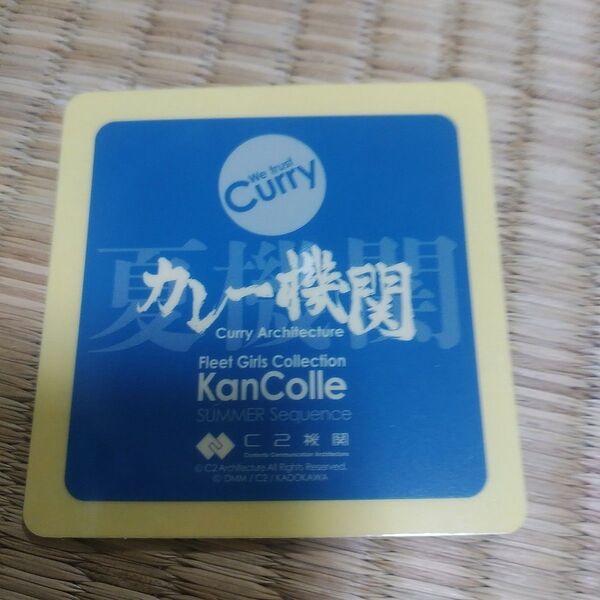 We trust
Curry
夏機関
カレー機関
Curry Architecture
Fleet Girls Collection
KanColle
SUMMER Sequence
C2機関
Contents Communication Architectures
© C2 Architecture All Rights Reserved.
© DMM / C2 / KADOKAWA